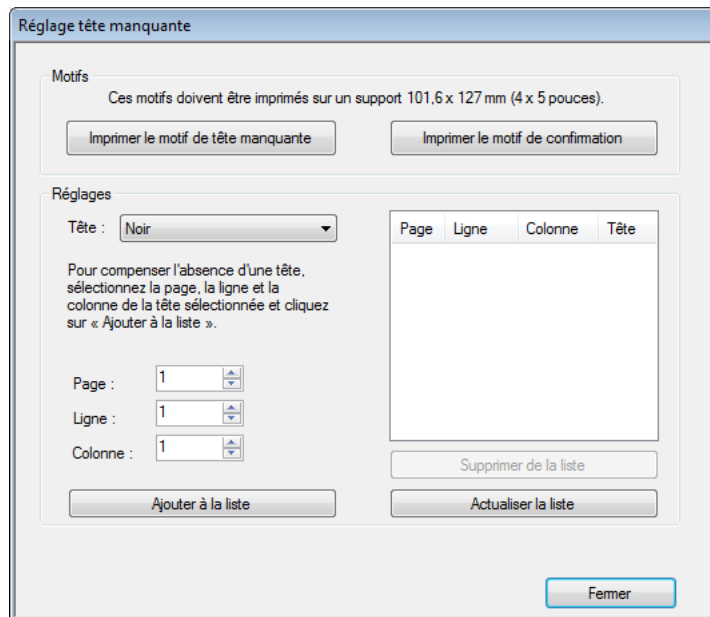 Réglage tête manquante
Motifs
Ces motifs doivent être imprimés sur un support 101,6 x 127 mm (4 x 5 pouces).
Imprimer le motif de tête manquante
Imprimer le motif de confirmation
Réglages
Tête :
Noir
Pour compenser l'absence d'une tête,
sélectionnez la page, la ligne et la
colonne de la tête sélectionnée et cliquez
sur « Ajouter à la liste ».
Page : 1
Ligne : 1
Colonne : 1
Ajouter à la liste
Page Ligne Colonne Tête
Supprimer de la liste
Actualiser la liste
Fermer